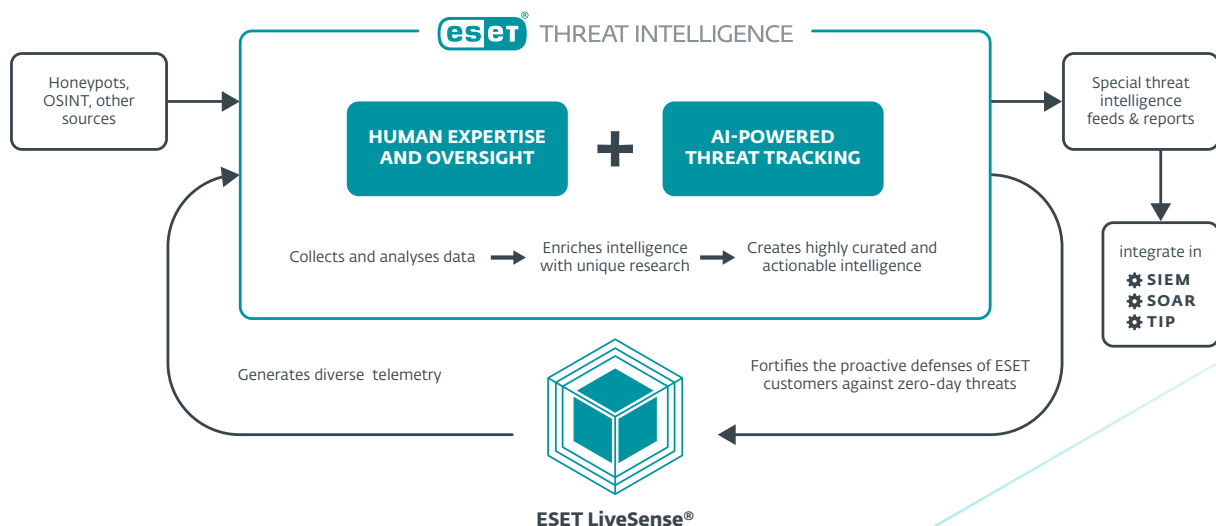 eset® THREAT INTELLIGENCE
Honeypots,
OSINT, other
sources
HUMAN EXPERTISE
AND OVERSIGHT
+
AI-POWERED
THREAT TRACKING
Special threat
intelligence
feeds & reports
Collects and analyses data
Enriches intelligence
with unique research
Creates highly curated and
actionable intelligence
integrate in
SIEM
SOAR
TIP
Generates diverse telemetry
Fortifies the proactive defenses of ESET
customers against zero-day threats
ESET LiveSense®